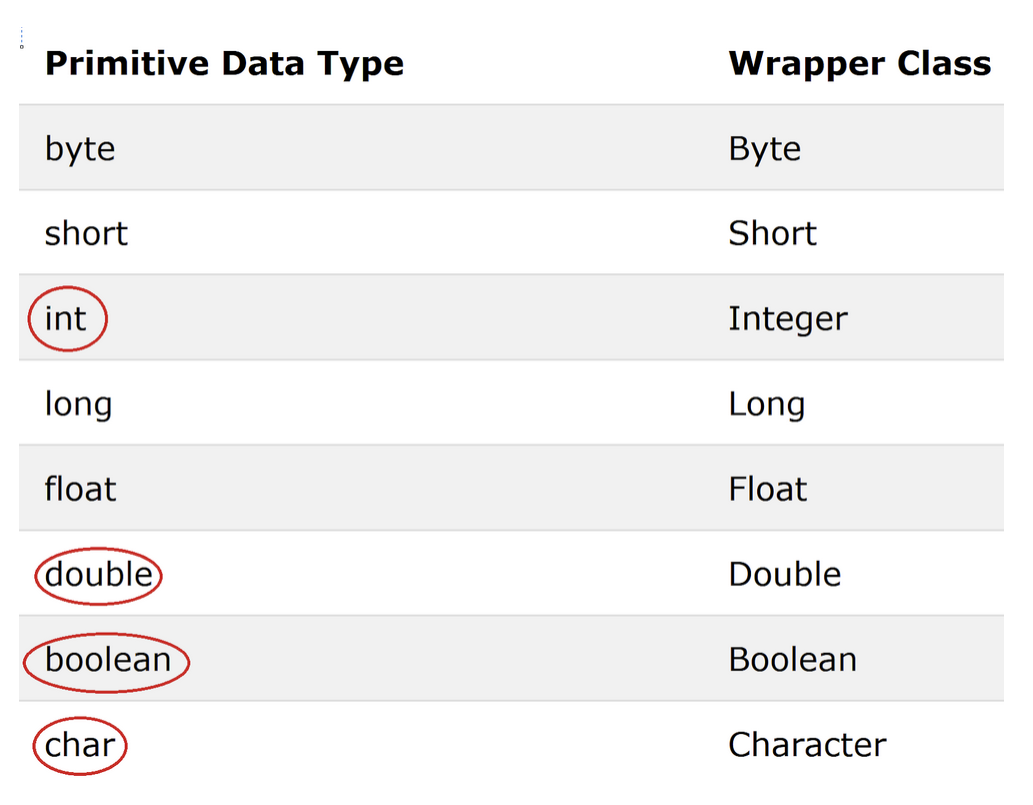 Primitive Data Type Wrapper Class
byte Byte
short Short
int Integer
long Long
float Float
double Double
boolean Boolean
char Character